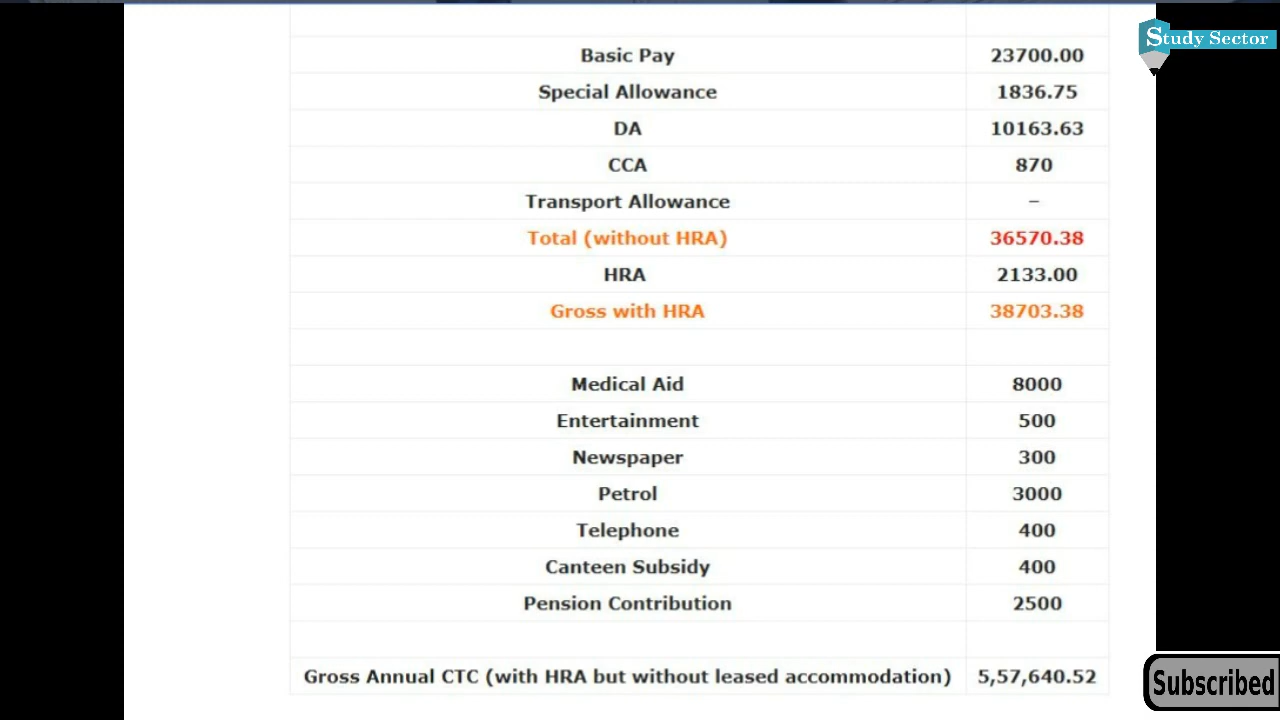 Study Sector
Basic Pay 23700.00
Special Allowance 1836.75
DA 10163.63
CCA 870
Transport Allowance –
Total (without HRA) 36570.38
HRA 2133.00
Gross with HRA 38703.38
Medical Aid 8000
Entertainment 500
Newspaper 300
Petrol 3000
Telephone 400
Canteen Subsidy 400
Pension Contribution 2500
Gross Annual CTC (with HRA but without leased accommodation) 5,57,640.52
Subscribed